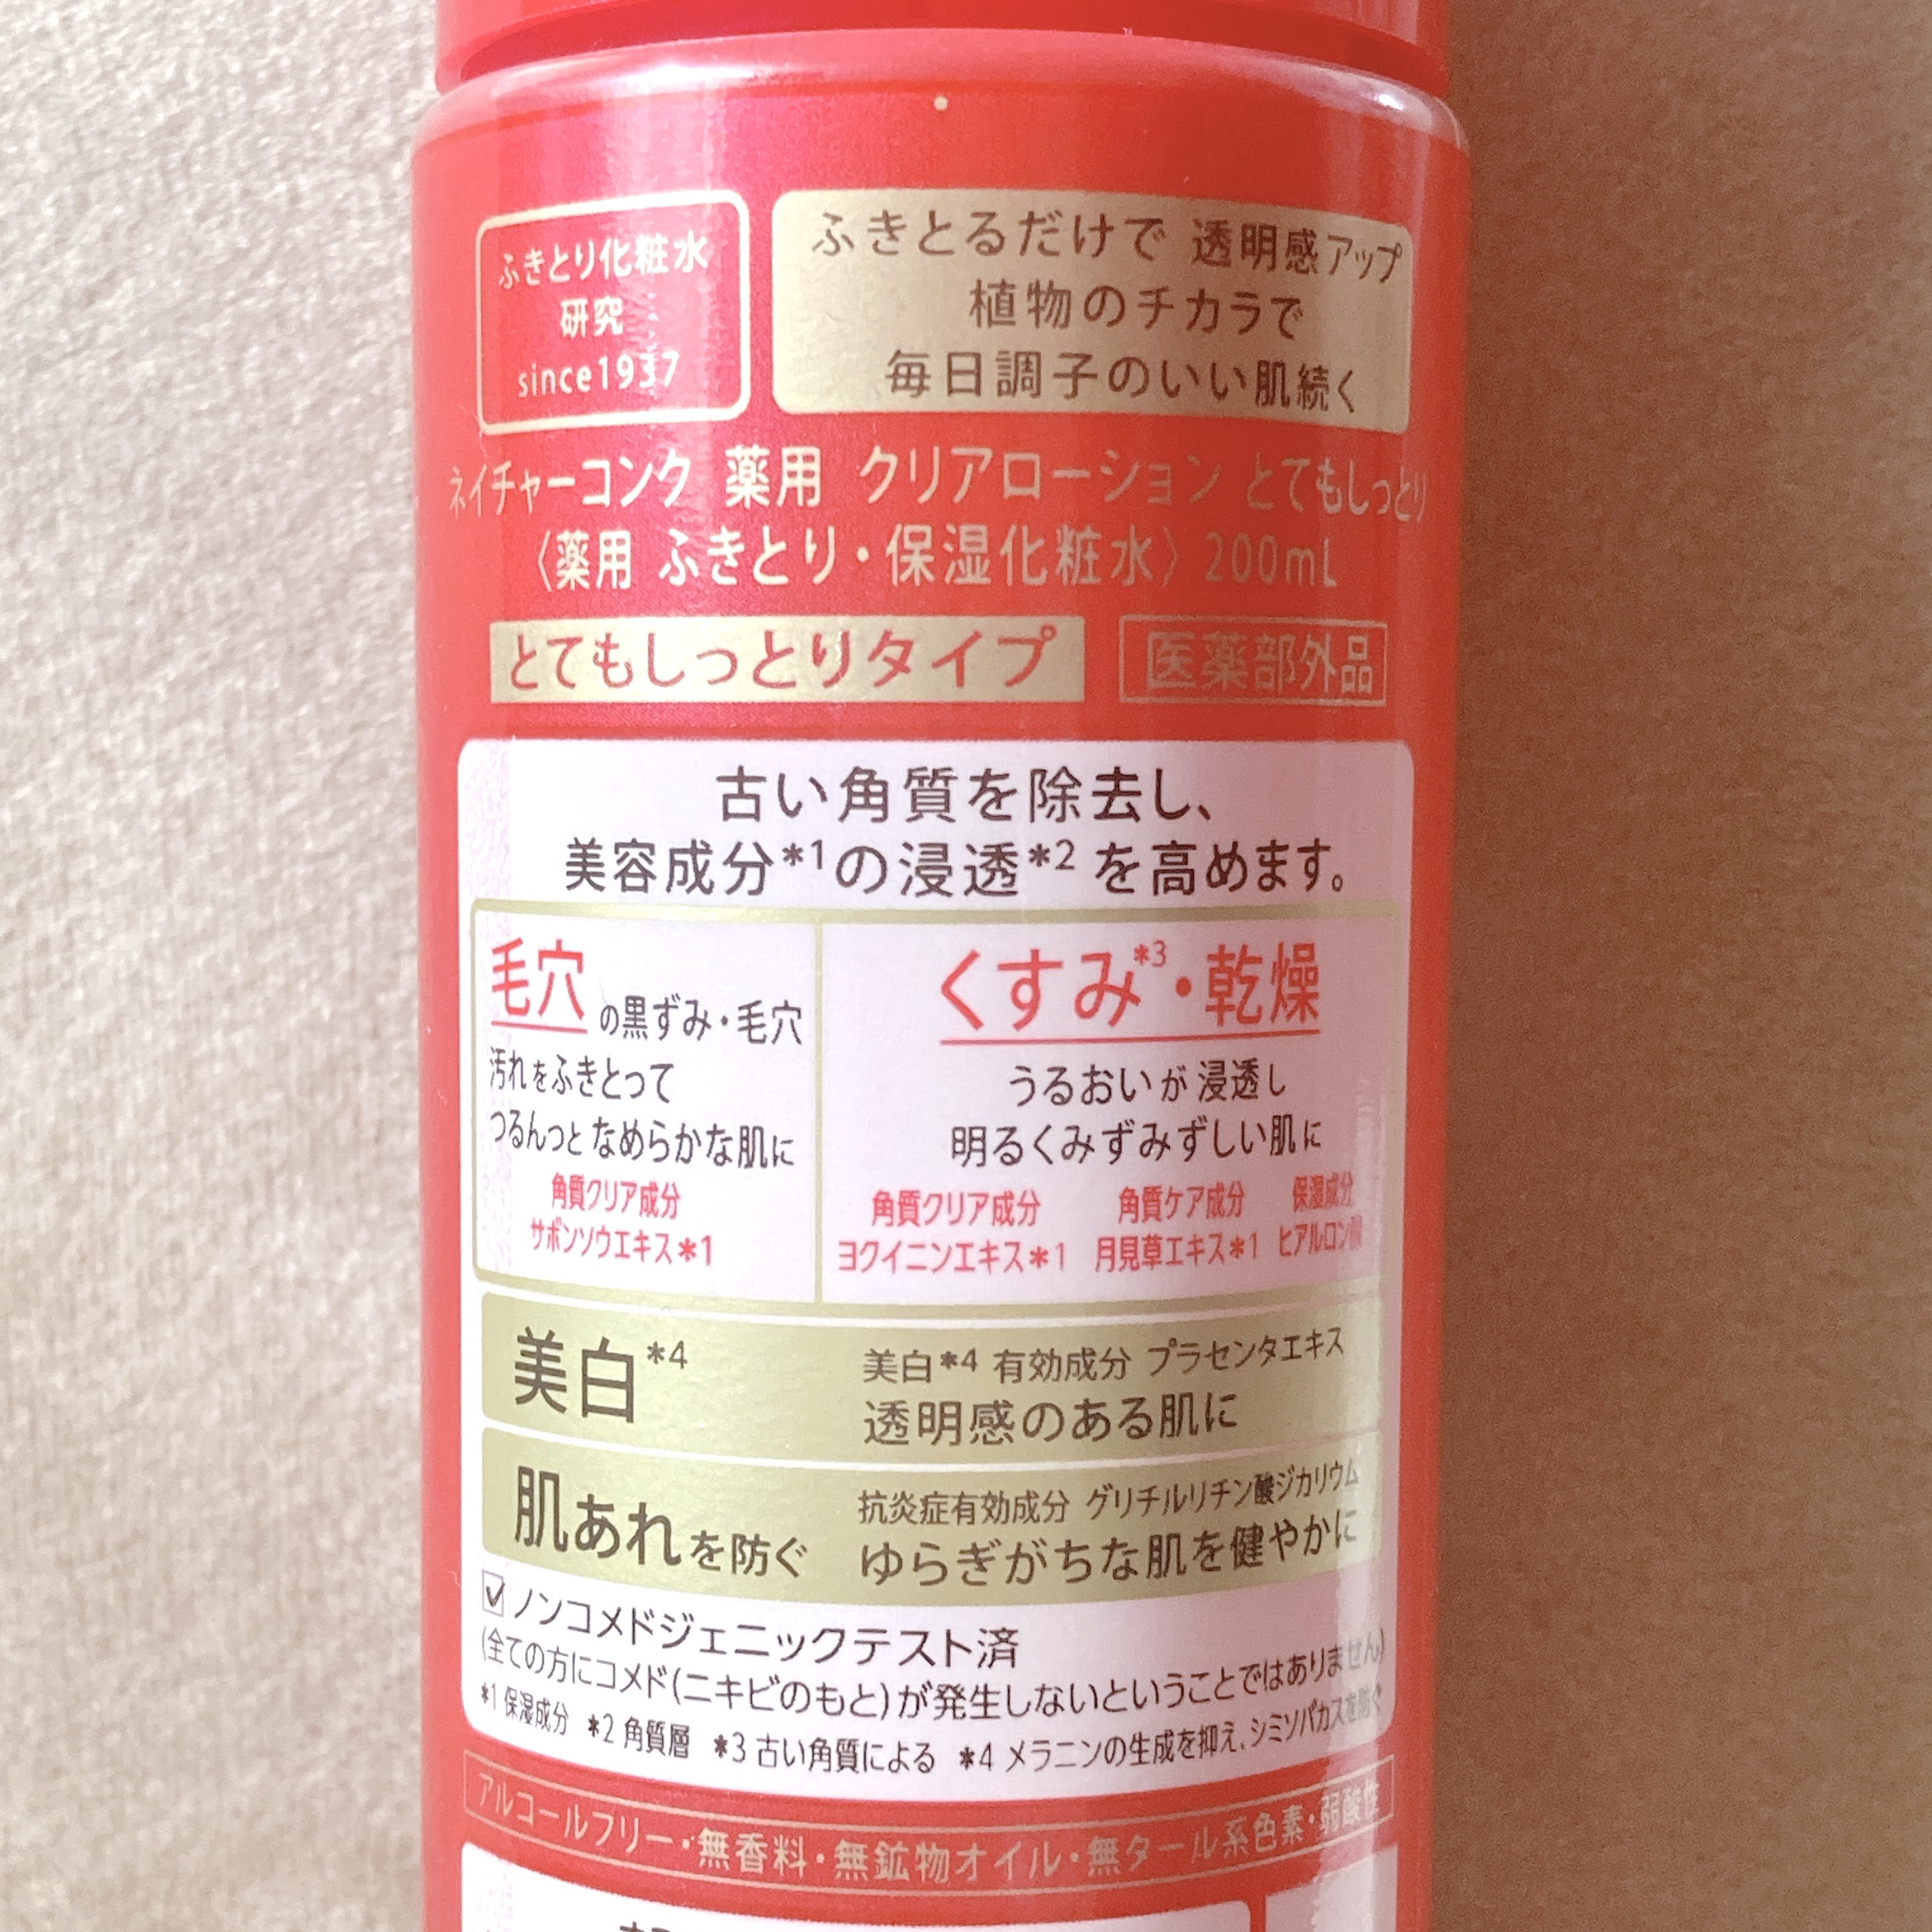 ふきとり化粧水
研究
since1937
ふきとるだけで 透明感アップ
植物のチカラで
毎日調子のいい肌続く
ネイチャーコンク 薬用 クリアローション とてもしっとり
〈薬用 ふきとり・保湿化粧水〉200mL
とてもしっとりタイプ
医薬部外品
古い角質を除去し、
美容成分*1の浸透*2を高めます。
毛穴の黒ずみ・毛穴
汚れをふきとって
つるんっとなめらかな肌に
角質クリア成分
サボンソウエキス*1
くすみ*3・乾燥
うるおいが浸透し
明るくみずみずしい肌に
角質クリア成分
ヨクイニンエキス*1
角質ケア成分
月見草エキス*1
保湿成分
ヒアルロン酸
美白*4
美白*4 有効成分 プラセンタエキス
透明感のある肌に
肌あれを防ぐ
抗炎症有効成分 グリチルリチン酸ジカリウム
ゆらぎがちな肌を健やかに
☑ノンコメドジェニックテスト済
(全ての方にコメド(ニキビのもと)が発生しないということではありません)
*1 保湿成分 *2 角質層 *3 古い角質による *4 メラニンの生成を抑え、シミソバカスを防ぐ
アルコールフリー・無香料・無鉱物オイル・無タール系色素・弱酸性